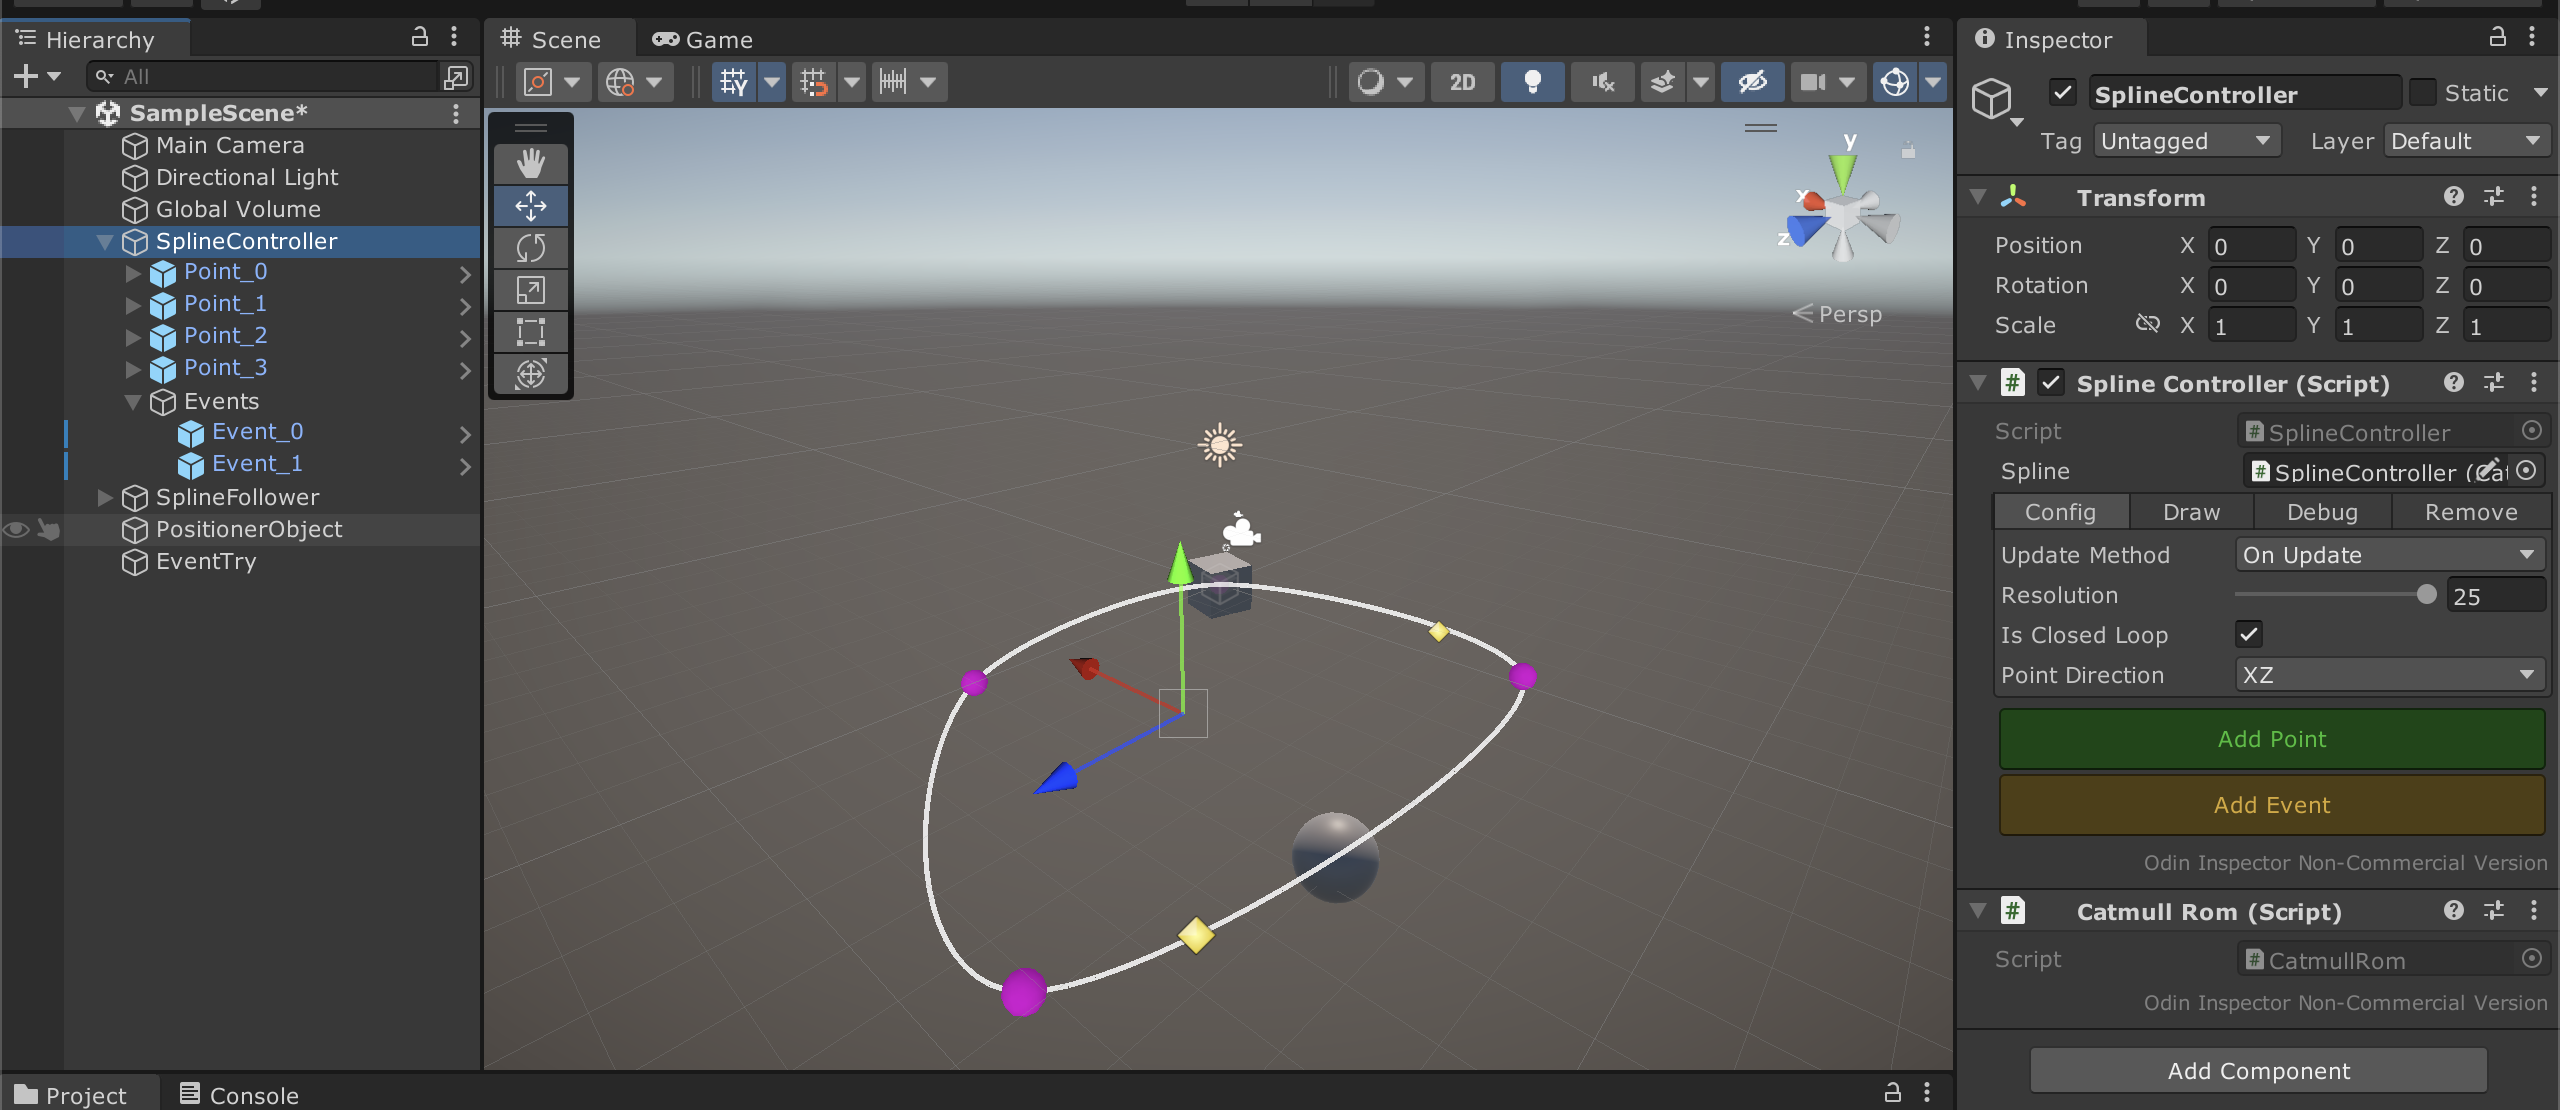 Hierarchy
All
SampleScene*
Main Camera
Directional Light
Global Volume
SplineController
Point_0
Point_1
Point_2
Point_3
Events
Event_0
Event_1
SplineFollower
PositionerObject
EventTry
Project
Console
Scene
Game
2D
y
x
z
Persp
Inspector
SplineController
Static
Tag Untagged Layer Default
Transform
Position X 0 Y 0 Z 0
Rotation X 0 Y 0 Z 0
Scale X 1 Y 1 Z 1
# Spline Controller (Script)
Script # SplineController
Spline # SplineController
Config Draw Debug Remove
Update Method On Update
Resolution 25
Is Closed Loop
Point Direction XZ
Add Point
Add Event
Odin Inspector Non-Commercial Version
# Catmull Rom (Script)
Script # CatmullRom
Odin Inspector Non-Commercial Version
Add Component